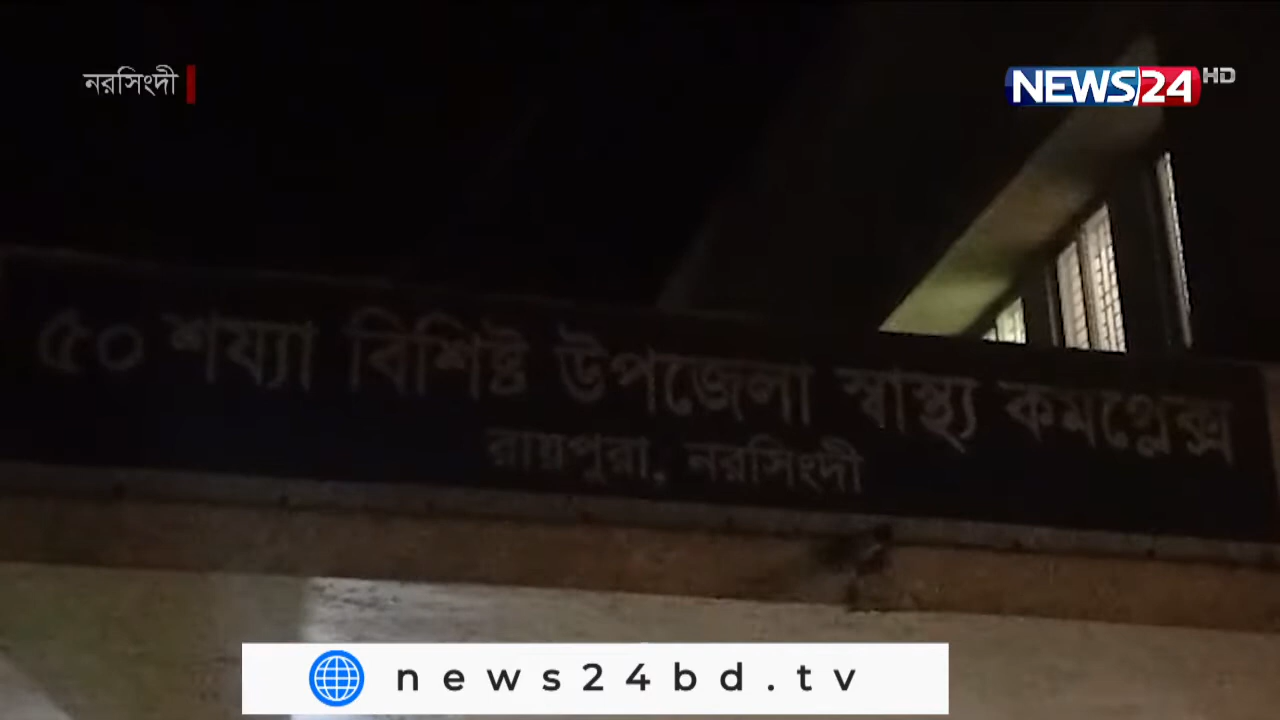 নরসিংদী
NEWS24 HD
৫০ শয্যা বিশিষ্ট উপজেলা স্বাস্থ্য কমপ্লেক্স
রায়পুরা, নরসিংদী
news24bd.tv